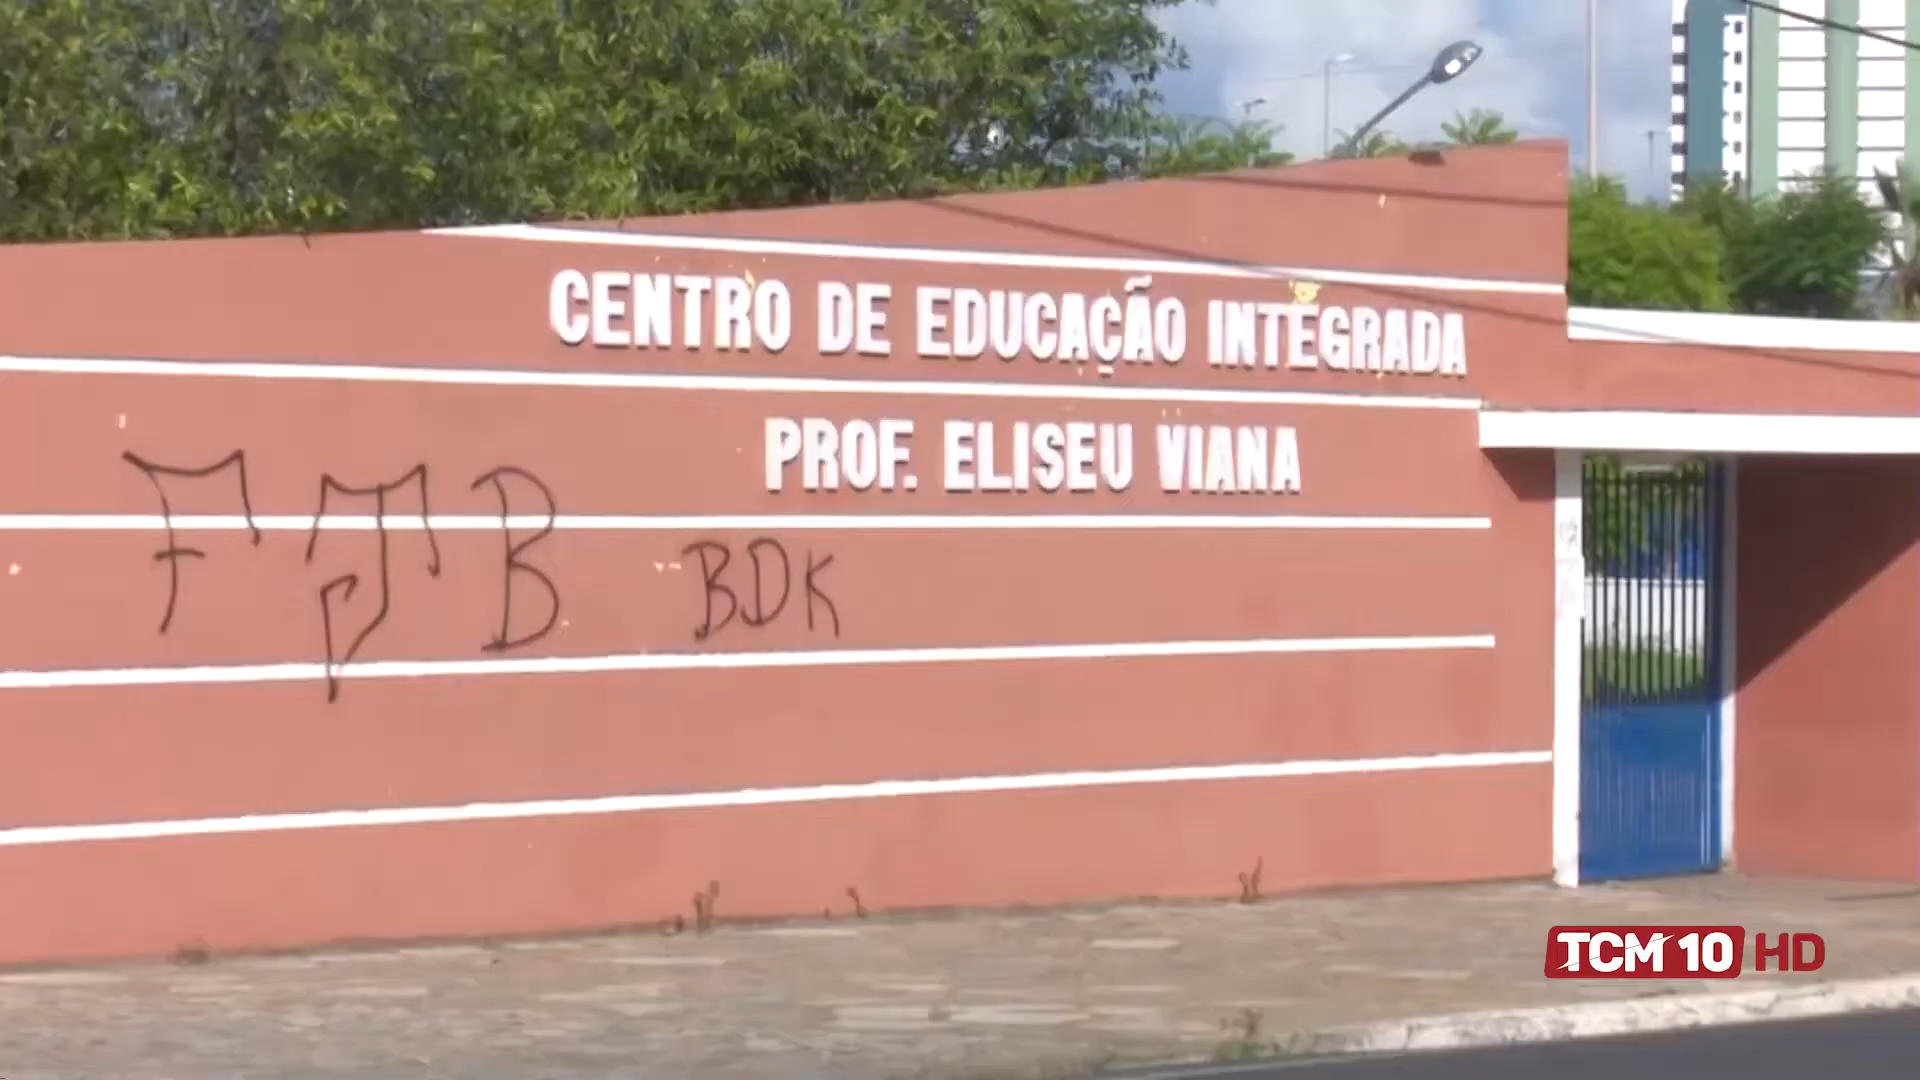 CENTRO DE EDUCAÇÃO INTEGRADA
PROF. ELISEU VIANA
FJB BDK
TCM 10 HD